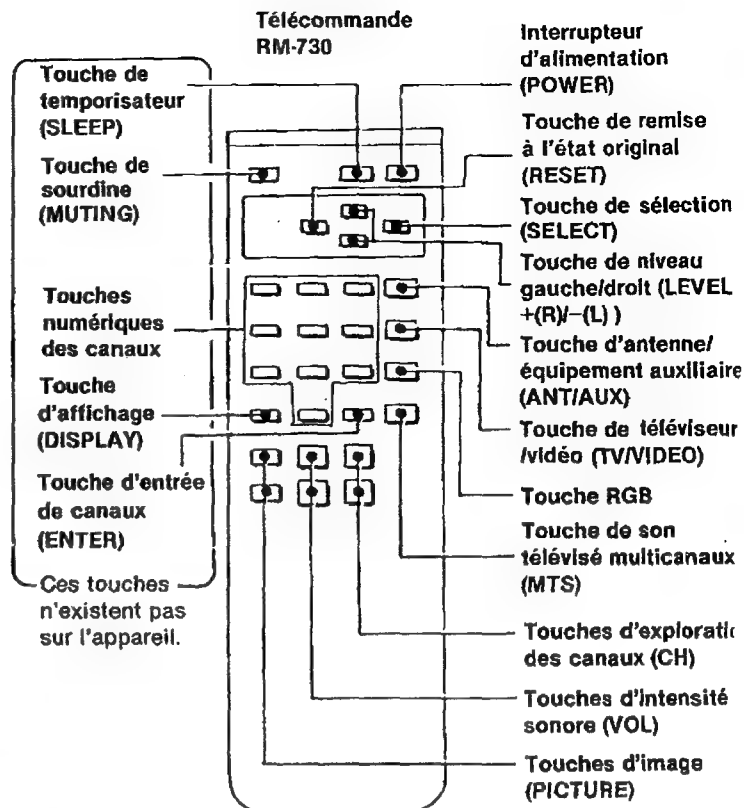 Télécommande
RM-730
Touche de
temporisateur
(SLEEP)
Touche de
sourdine
(MUTING)
Touches
numériques
des canaux
Touche
d'affichage
(DISPLAY)
Touche d'entrée
de canaux
(ENTER)
Ces touches
n'existent pas
sur l'appareil.
Interrupteur
d'alimentation
(POWER)
Touche de remise
à l'état original
(RESET)
Touche de sélection
(SELECT)
Touche de niveau
gauche/droit (LEVEL
+(R)/−(L) )
Touche d'antenne/
équipement auxiliaire
(ANT/AUX)
Touche de téléviseur
/vidéo (TV/VIDEO)
Touche RGB
Touche de son
télévisé multicanaux
(MTS)
Touches d'exploratic
des canaux (CH)
Touches d'intensité
sonore (VOL)
Touches d'image
(PICTURE)